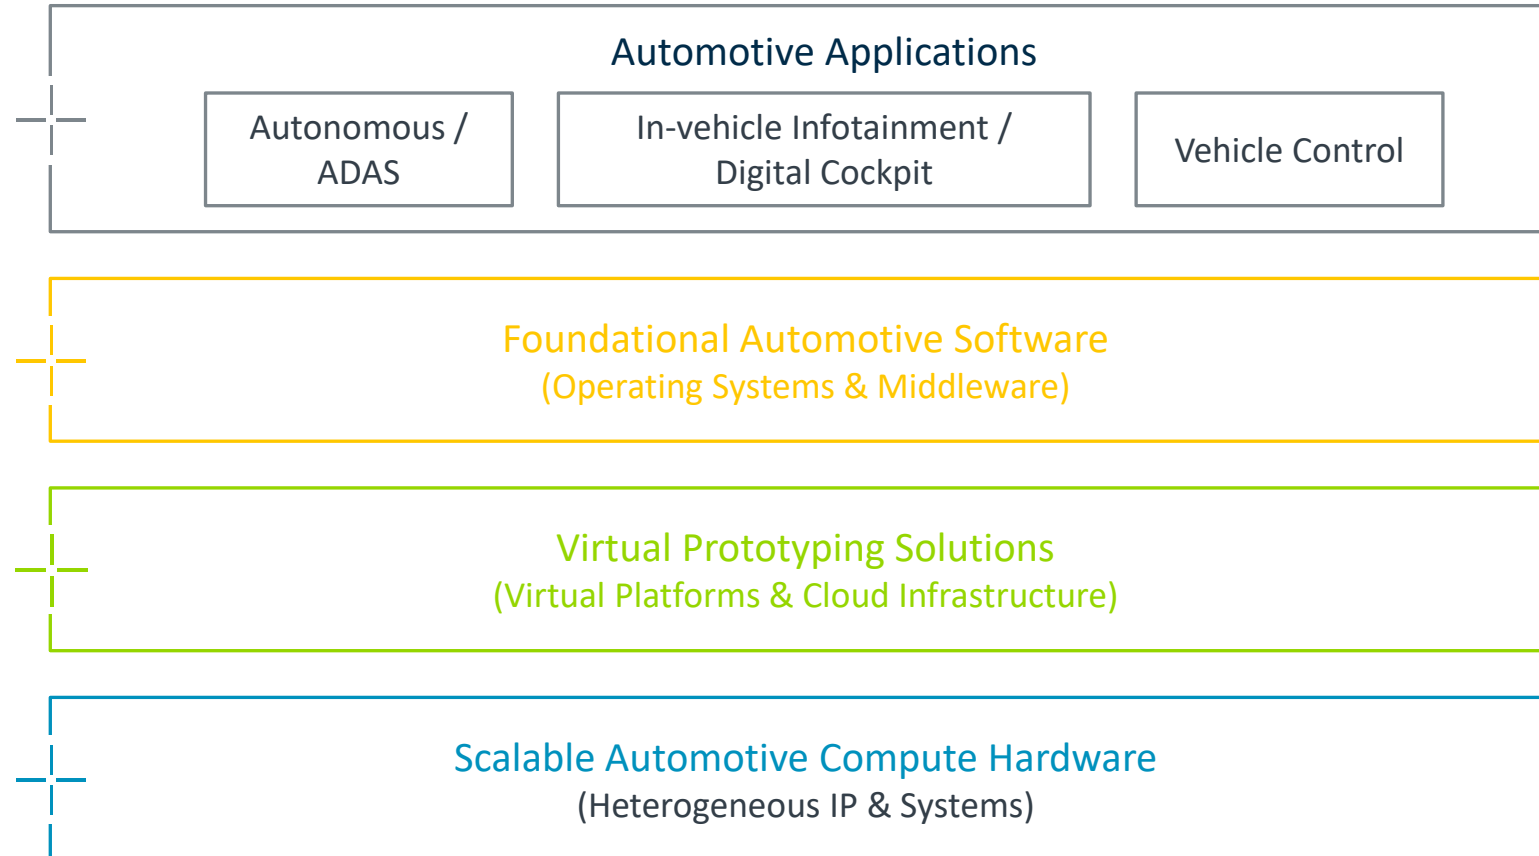 Automotive Applications
Autonomous /
ADAS
In-vehicle Infotainment /
Digital Cockpit
Vehicle Control
Foundational Automotive Software
(Operating Systems & Middleware)
Virtual Prototyping Solutions
(Virtual Platforms & Cloud Infrastructure)
Scalable Automotive Compute Hardware
(Heterogeneous IP & Systems)